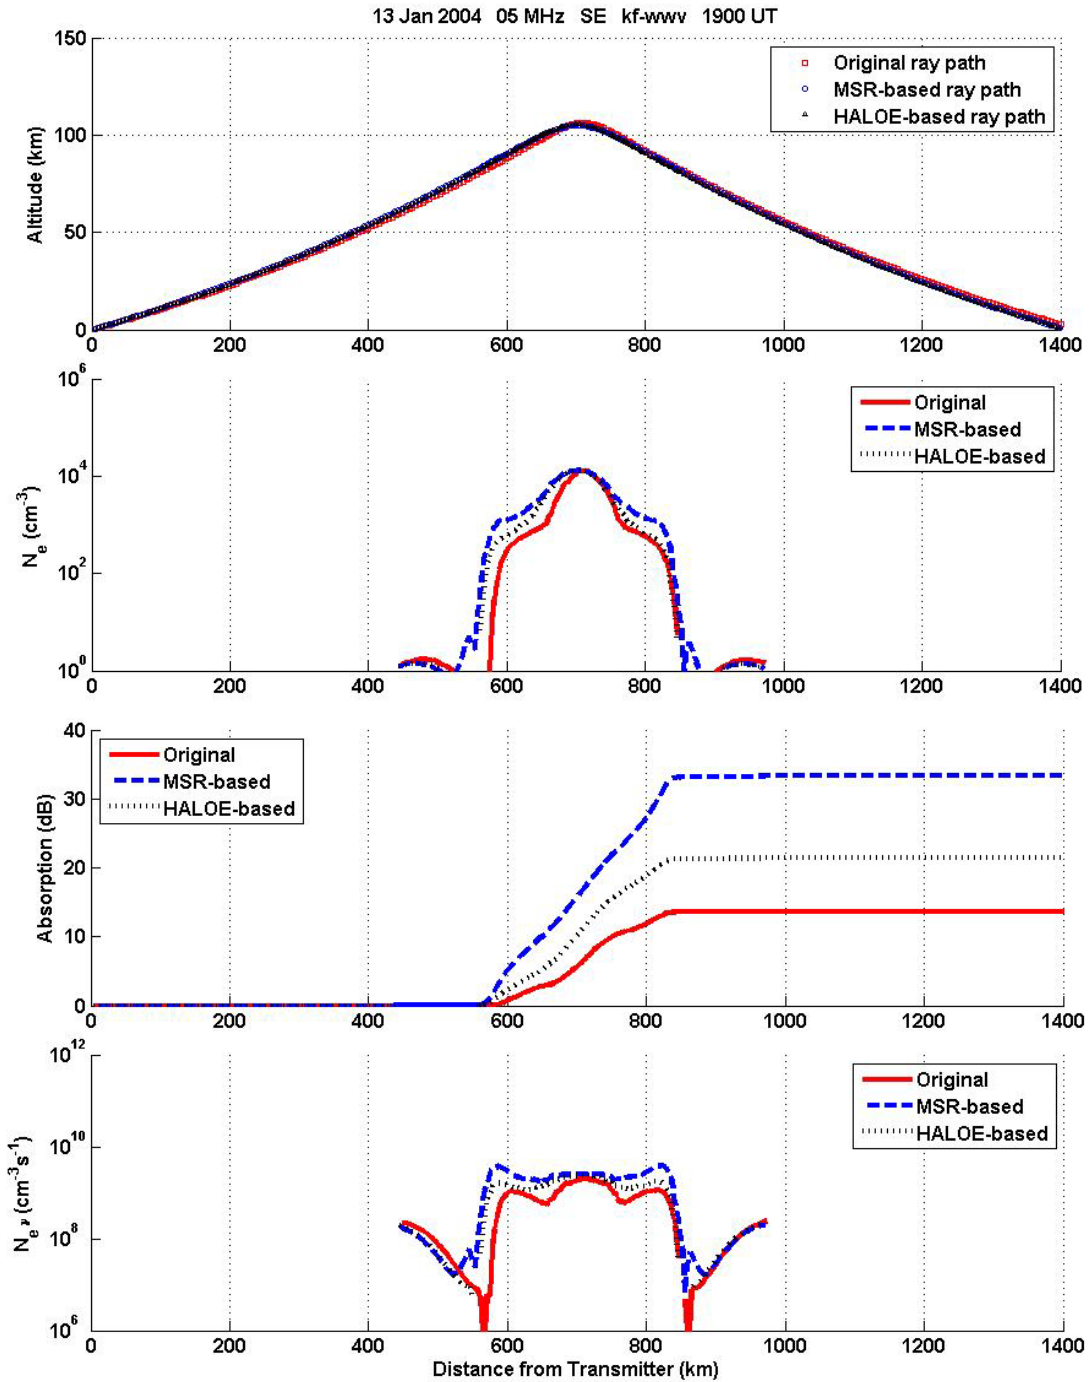 13 Jan 2004 05 MHz SE kf-wwv 1900 UT
150
100
50
0
Altitude (km)
Original ray path
MSR-based ray path
HALOE-based ray path
0 200 400 600 800 1000 1200 1400
10^6
10^4
10^2
10^0
N_e (cm^-3)
Original
MSR-based
HALOE-based
0 200 400 600 800 1000 1200 1400
40
30
20
10
0
Absorption (dB)
Original
MSR-based
HALOE-based
0 200 400 600 800 1000 1200 1400
10^12
10^10
10^8
10^6
N_e ν (cm^-3 s^-1)
Original
MSR-based
HALOE-based
0 200 400 600 800 1000 1200 1400
Distance from Transmitter (km)